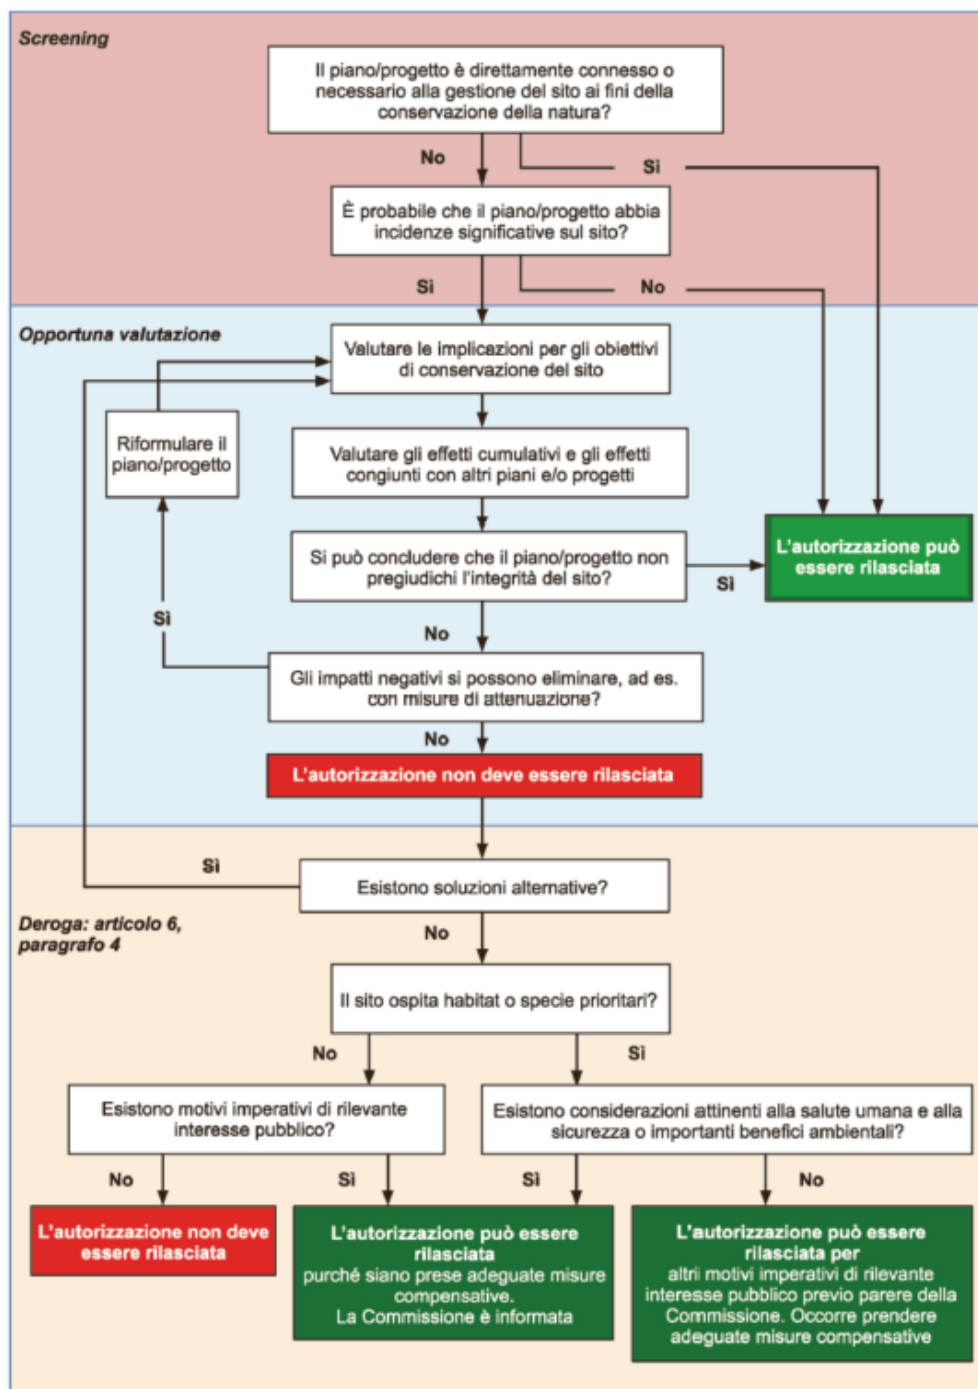 Screening
Il piano/progetto è direttamente connesso o
necessario alla gestione del sito ai fini della
conservazione della natura?
No
Sì
È probabile che il piano/progetto abbia
incidenze significative sul sito?
Sì
No
Opportuna valutazione
Valutare le implicazioni per gli obiettivi
di conservazione del sito
Riformulare il
piano/progetto
Valutare gli effetti cumulativi e gli effetti
congiunti con altri piani e/o progetti
Si può concludere che il piano/progetto non
pregiudichi l'integrità del sito?
Sì
L'autorizzazione può
essere rilasciata
No
Sì
Gli impatti negativi si possono eliminare, ad es.
con misure di attenuazione?
No
L'autorizzazione non deve essere rilasciata
Sì
Esistono soluzioni alternative?
Deroga: articolo 6,
paragrafo 4
No
Il sito ospita habitat o specie prioritari?
No
Sì
Esistono motivi imperativi di rilevante
interesse pubblico?
Esistono considerazioni attinenti alla salute umana e alla
sicurezza o importanti benefici ambientali?
No
Sì
Sì
No
L'autorizzazione non deve
essere rilasciata
L'autorizzazione può essere
rilasciata
purché siano prese adeguate misure
compensative.
La Commissione è informata
L'autorizzazione può essere
rilasciata per
altri motivi imperativi di rilevante
interesse pubblico previo parere della
Commissione. Occorre prendere
adeguate misure compensative